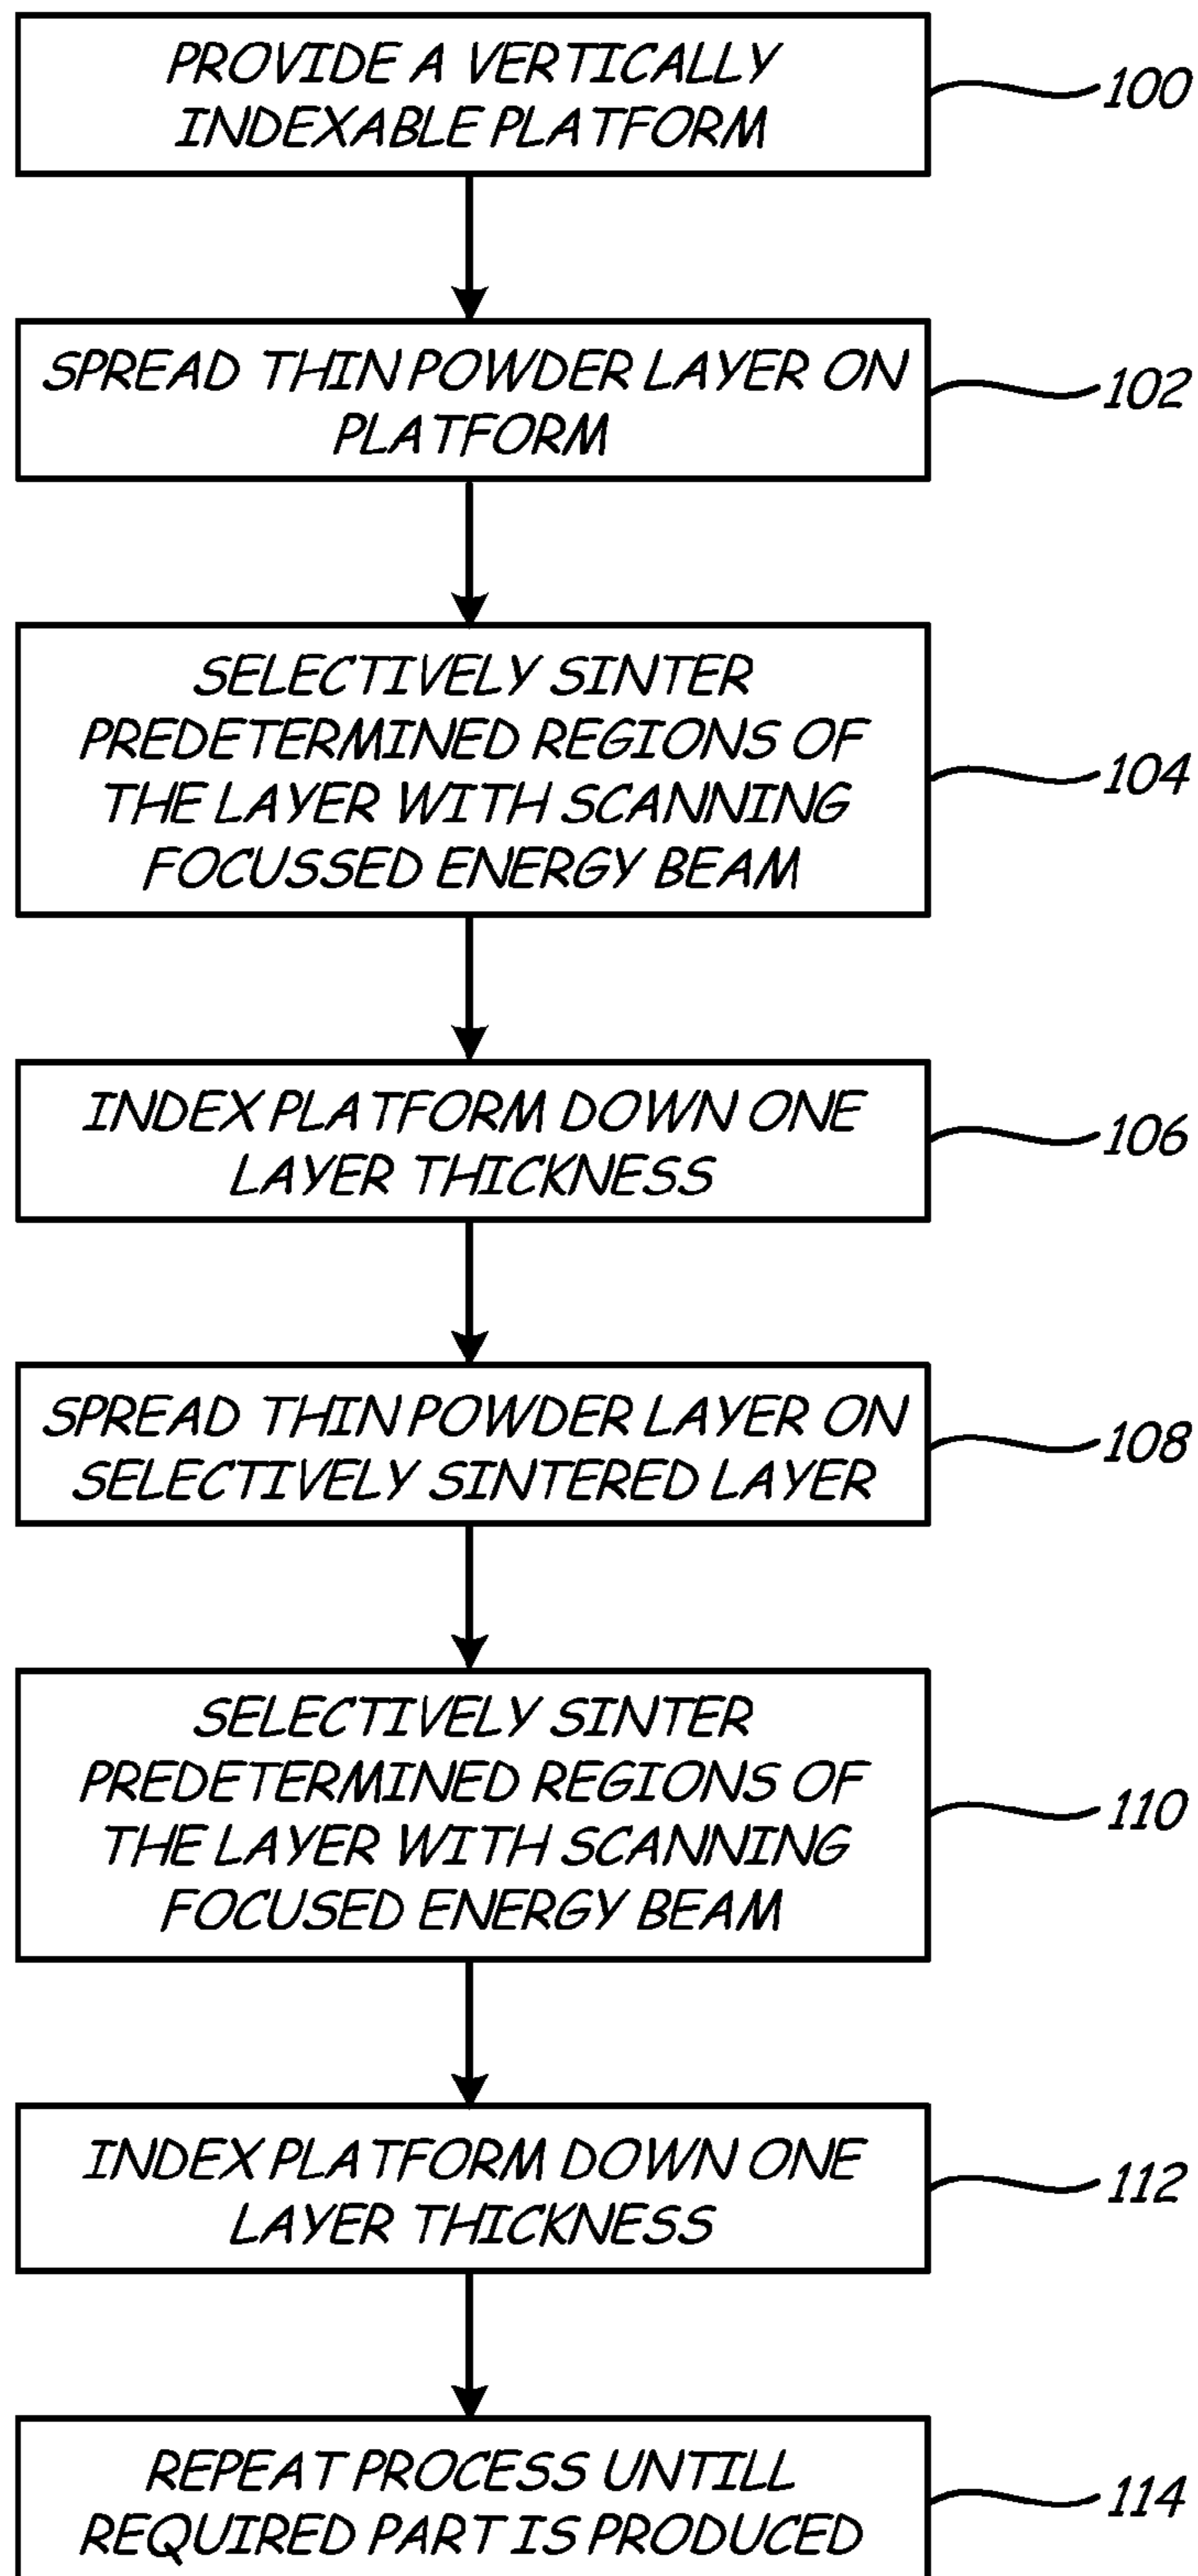 PROVIDE A VERTICALLY
INDEXABLE PLATFORM
100
SPREAD THIN POWDER LAYER ON
PLATFORM
102
SELECTIVELY SINTER
PREDETERMINED REGIONS OF
THE LAYER WITH SCANNING
FOCUSSED ENERGY BEAM
104
INDEX PLATFORM DOWN ONE
LAYER THICKNESS
106
SPREAD THIN POWDER LAYER ON
SELECTIVELY SINTERED LAYER
108
SELECTIVELY SINTER
PREDETERMINED REGIONS OF
THE LAYER WITH SCANNING
FOCUSED ENERGY BEAM
110
INDEX PLATFORM DOWN ONE
LAYER THICKNESS
112
REPEAT PROCESS UNTILL
REQUIRED PART IS PRODUCED
114